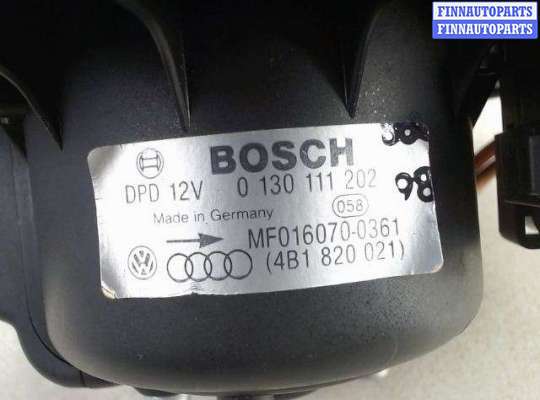 FINNAUTOPARTS
FINNAUTOPARTS
BOSCH
DPD 12V 0 130 111 202
Made in Germany 058
MF016070-0361
(4B1 820 021)
98